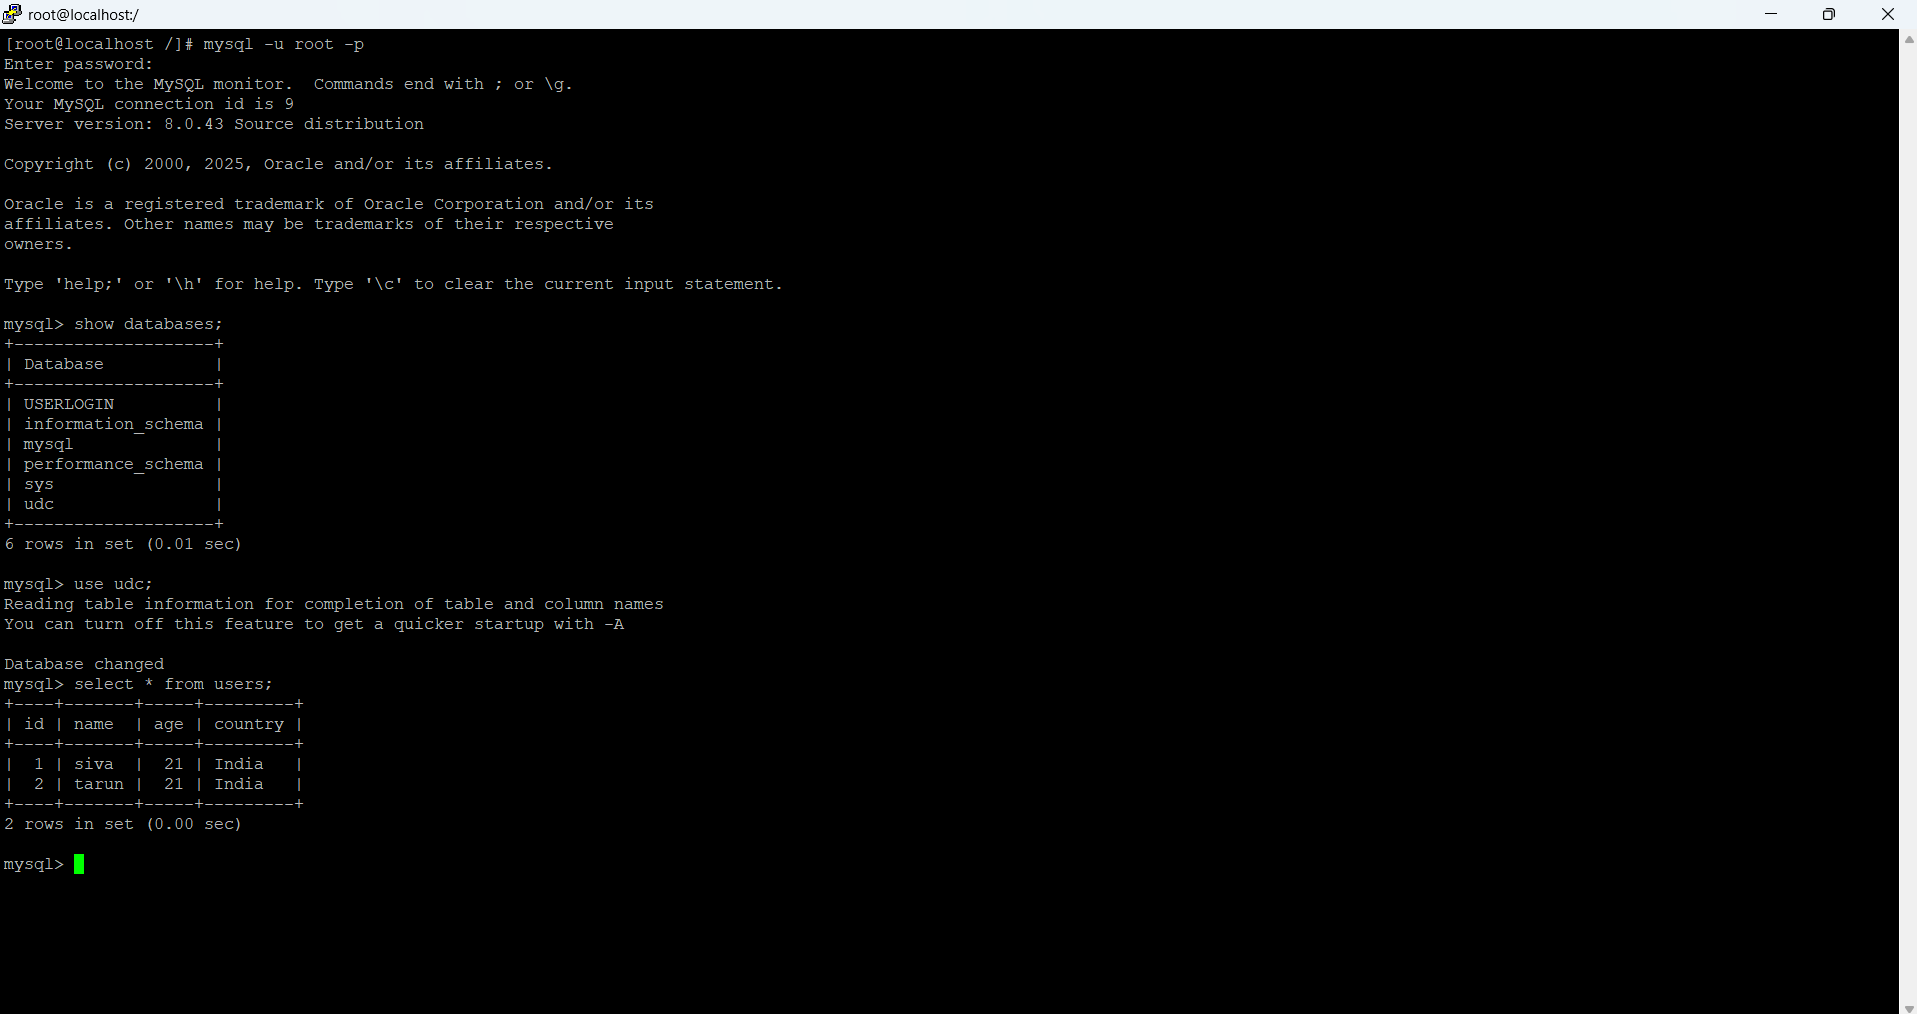 root@localhost:/
[root@localhost /]# mysql -u root -p
Enter password:
Welcome to the MySQL monitor.  Commands end with ; or \g.
Your MySQL connection id is 9
Server version: 8.0.43 Source distribution

Copyright (c) 2000, 2025, Oracle and/or its affiliates.

Oracle is a registered trademark of Oracle Corporation and/or its
affiliates. Other names may be trademarks of their respective
owners.

Type 'help;' or '\h' for help. Type '\c' to clear the current input statement.

mysql> show databases;
+--------------------+
| Database           |
+--------------------+
| USERLOGIN          |
| information_schema |
| mysql              |
| performance_schema |
| sys                |
| udc                |
+--------------------+
6 rows in set (0.01 sec)

mysql> use udc;
Reading table information for completion of table and column names
You can turn off this feature to get a quicker startup with -A

Database changed
mysql> select * from users;
+----+-------+-----+---------+
| id | name  | age | country |
+----+-------+-----+---------+
|  1 | siva  |  21 | India   |
|  2 | tarun |  21 | India   |
+----+-------+-----+---------+
2 rows in set (0.00 sec)

mysql>